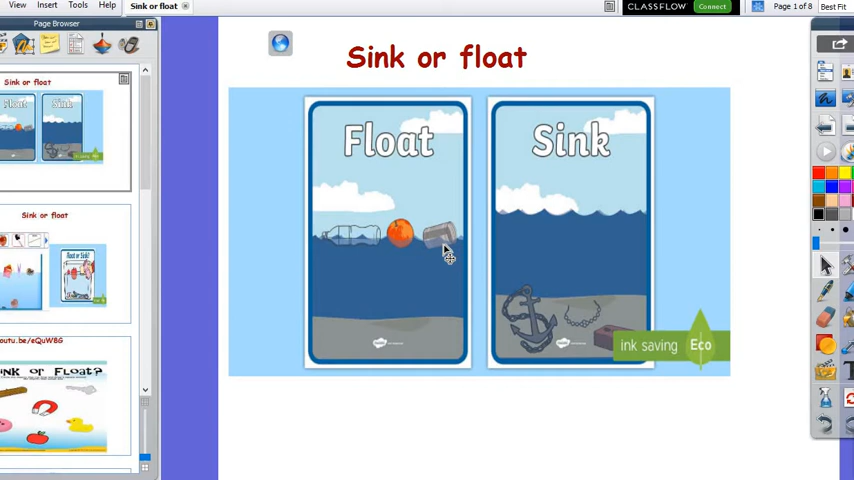 View Insert Tools Help
CLASSFLOW Connect
Page 1 of 8 Best Fit
Sink or float
Page Browser
Sink or float
Float Sink
Sink or float
Float or Sink?
youtu.be/eQuW8G
INK OR FLOAT?
Sink or float
Float
Sink
ink saving Eco